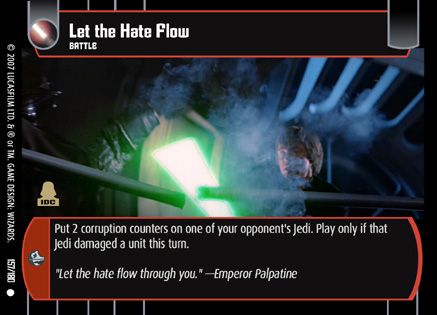 Let the Hate Flow
BATTLE
IDC
Put 2 corruption counters on one of your opponent's Jedi. Play only if that
Jedi damaged a unit this turn.
"Let the hate flow through you." —Emperor Palpatine
© 2007 LUCASFILM LTD. & ® or TM. GAME DESIGN: WIZARDS.
157/180 ●